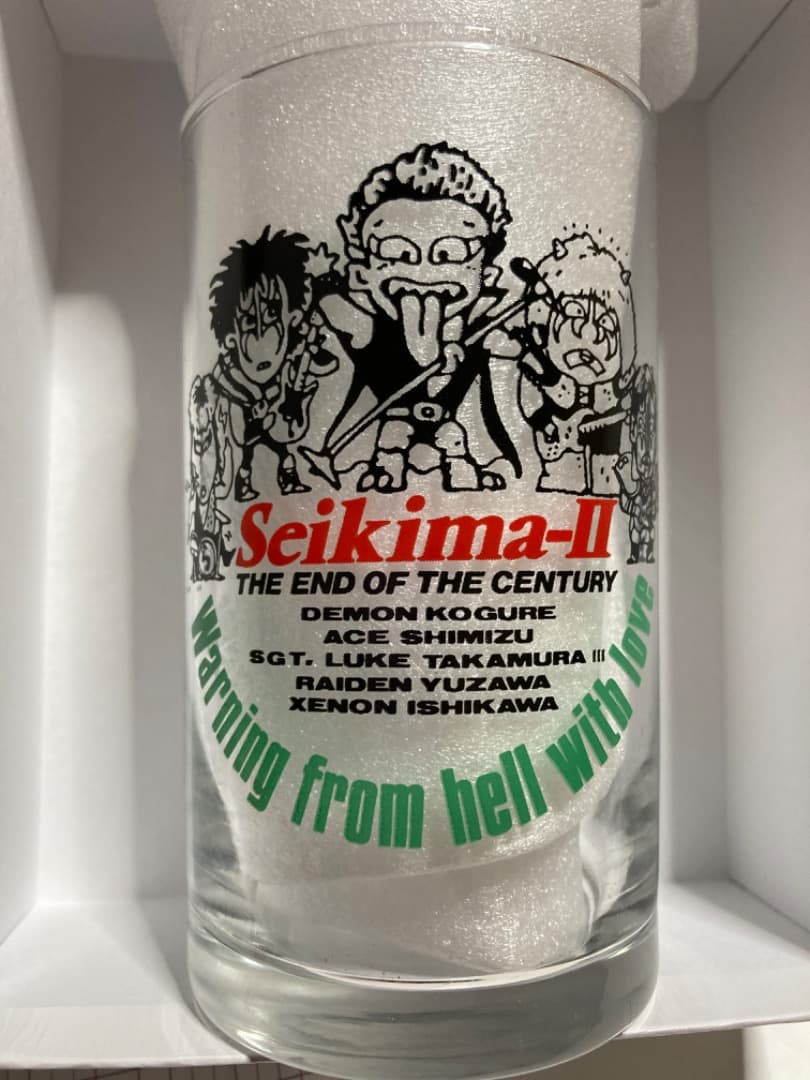 Seikima-II
THE END OF THE CENTURY
DEMON KOGURE
ACE SHIMIZU
SGT. LUKE TAKAMURA III
RAIDEN YUZAWA
XENON ISHIKAWA
Warning from hell with love